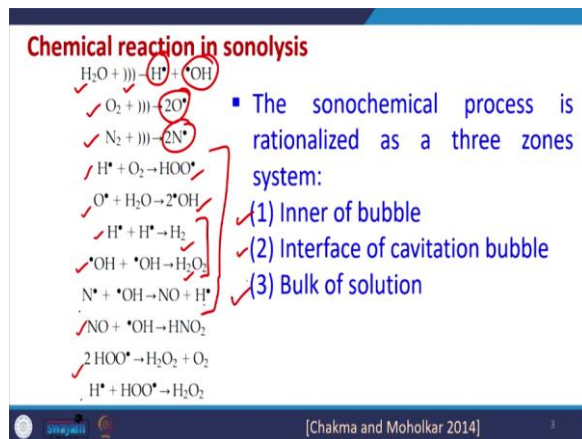 Chemical reaction in sonolysis
H₂O + ))) → H• + •OH
O₂ + ))) → 2O•
N₂ + ))) → 2N•
H• + O₂→HOO•
O• + H₂O→2•OH
H• + H•→H₂
•OH + •OH→H₂O₂
N• + •OH→NO + H•
NO + •OH→HNO₂
2 HOO•→H₂O₂ + O₂
H• + HOO•→H₂O₂
▪ The sonochemical process is
rationalized as a three zones
system:
(1) Inner of bubble
(2) Interface of cavitation bubble
(3) Bulk of solution
swayam
[Chakma and Moholkar 2014]
3